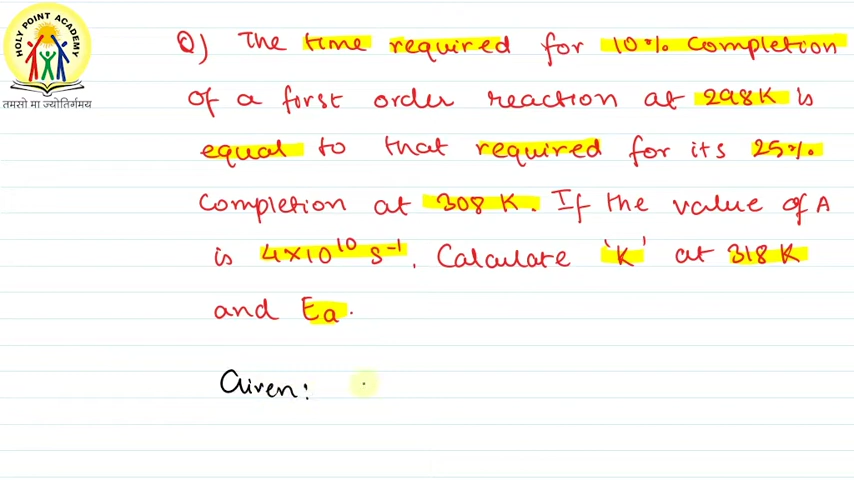 HOLY POINT ACADEMY
तमसो मा ज्योतिर्गमय
Q) The time required for 10% completion
of a first order reaction at 298K is
equal to that required for its 25%
completion at 308 K. If the value of A
is 4×10¹⁰ s⁻¹. Calculate 'K' at 318K
and Ea.
Given: